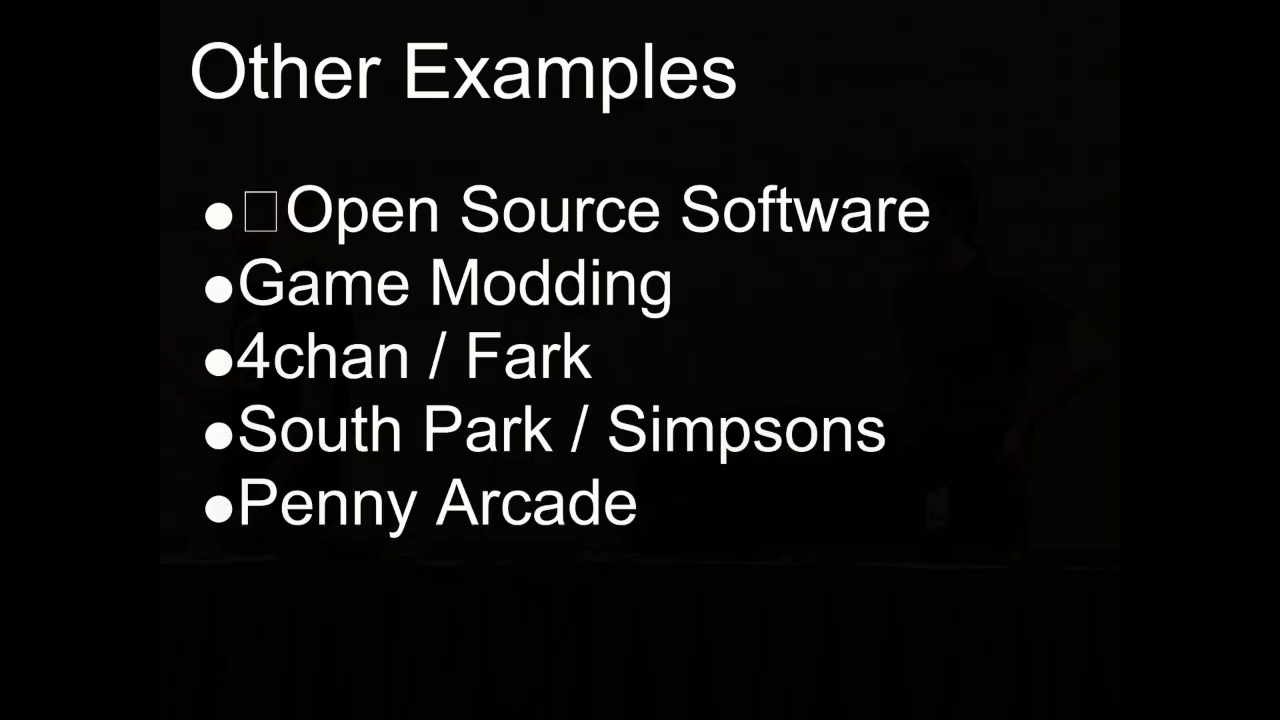 Other Examples
●□Open Source Software
●Game Modding
●4chan / Fark
●South Park / Simpsons
●Penny Arcade